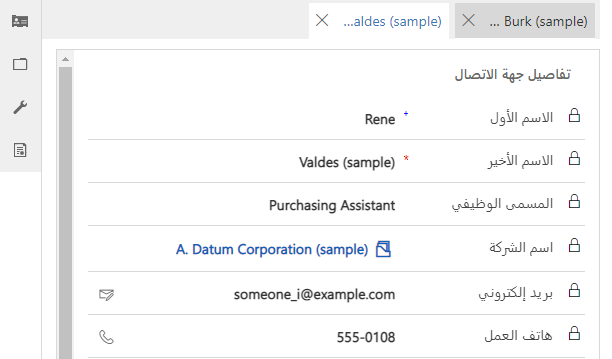 ... Burk (sample)
...aldes (sample)
تفاصيل جهة الاتصال
الاسم الأول + Rene
الاسم الأخير * Valdes (sample)
المسمى الوظيفي Purchasing Assistant
اسم الشركة A. Datum Corporation (sample)
بريد إلكتروني someone_i@example.com
هاتف العمل 555-0108